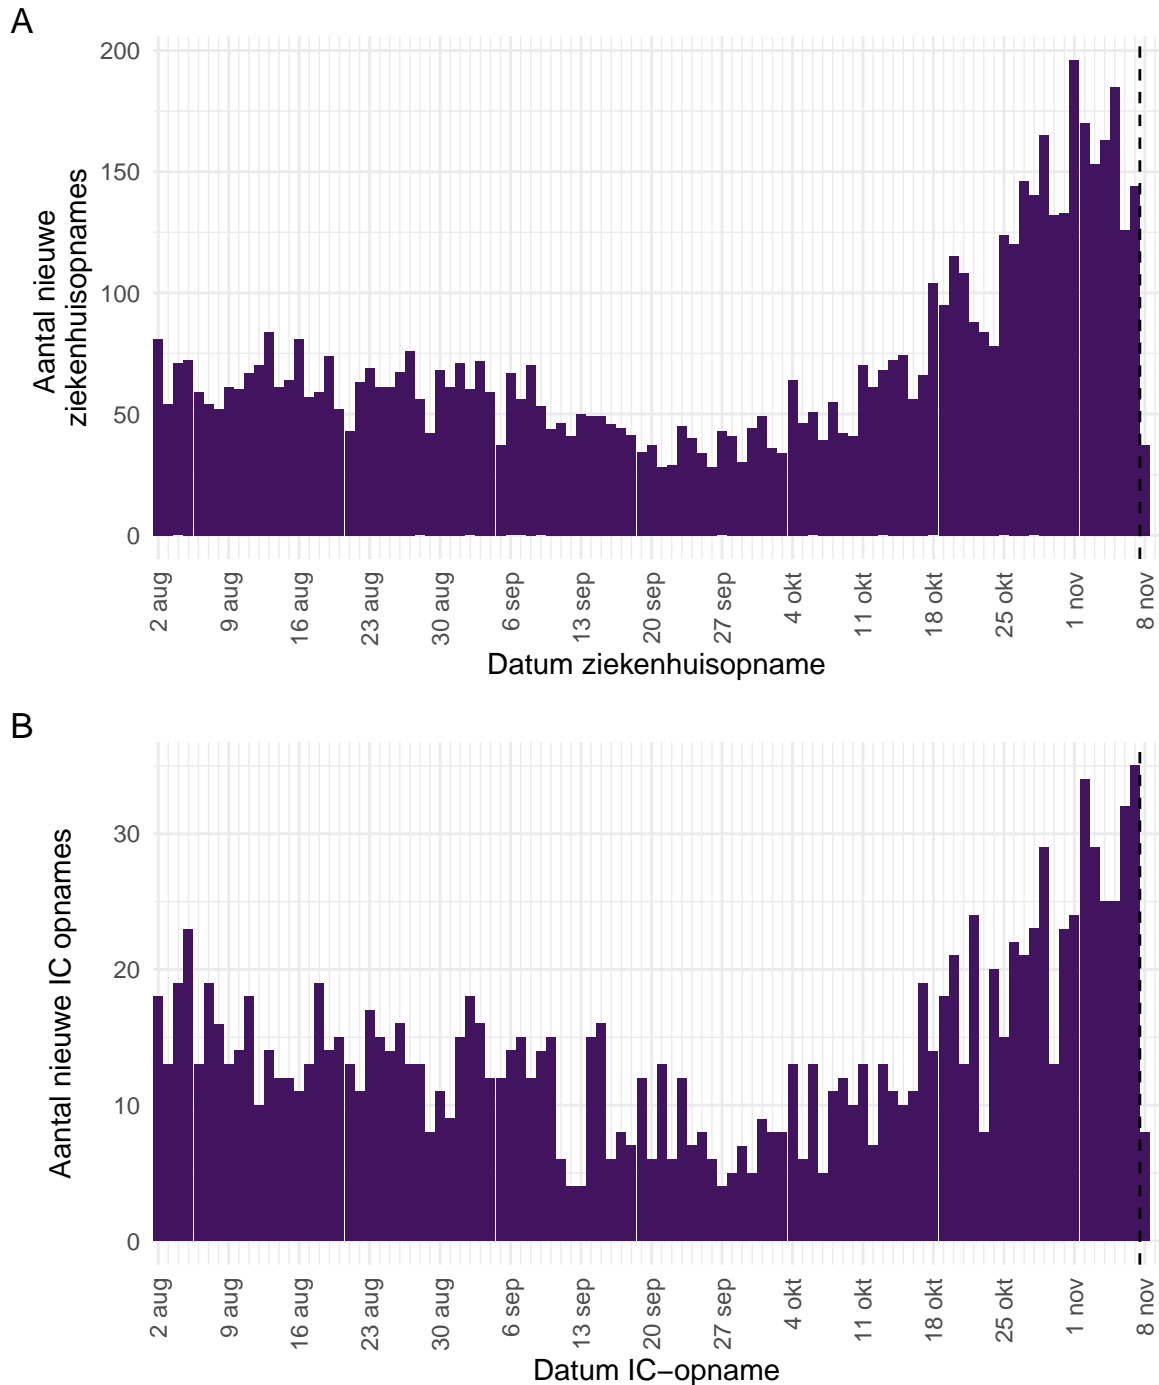 A
Aantal nieuwe
ziekenhuisopnames
200
150
100
50
0
2 aug
9 aug
16 aug
23 aug
30 aug
6 sep
13 sep
20 sep
27 sep
4 okt
11 okt
18 okt
25 okt
1 nov
8 nov
Datum ziekenhuisopname
B
Aantal nieuwe IC opnames
30
20
10
0
2 aug
9 aug
16 aug
23 aug
30 aug
6 sep
13 sep
20 sep
27 sep
4 okt
11 okt
18 okt
25 okt
1 nov
8 nov
Datum IC−opname